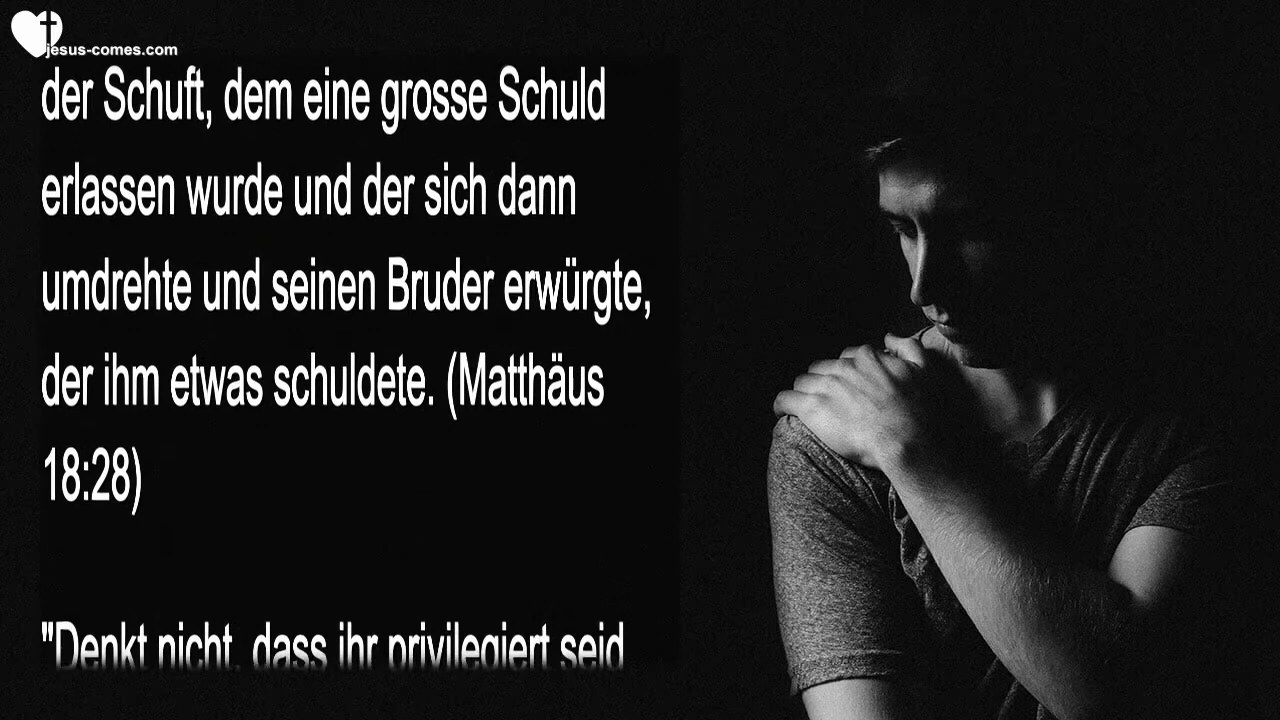 jesus-comes.com
der Schuft, dem eine grosse Schuld
erlassen wurde und der sich dann
umdrehte und seinen Bruder erwürgte,
der ihm etwas schuldete. (Matthäus
18:28)
"Denkt nicht, dass ihr privilegiert seid